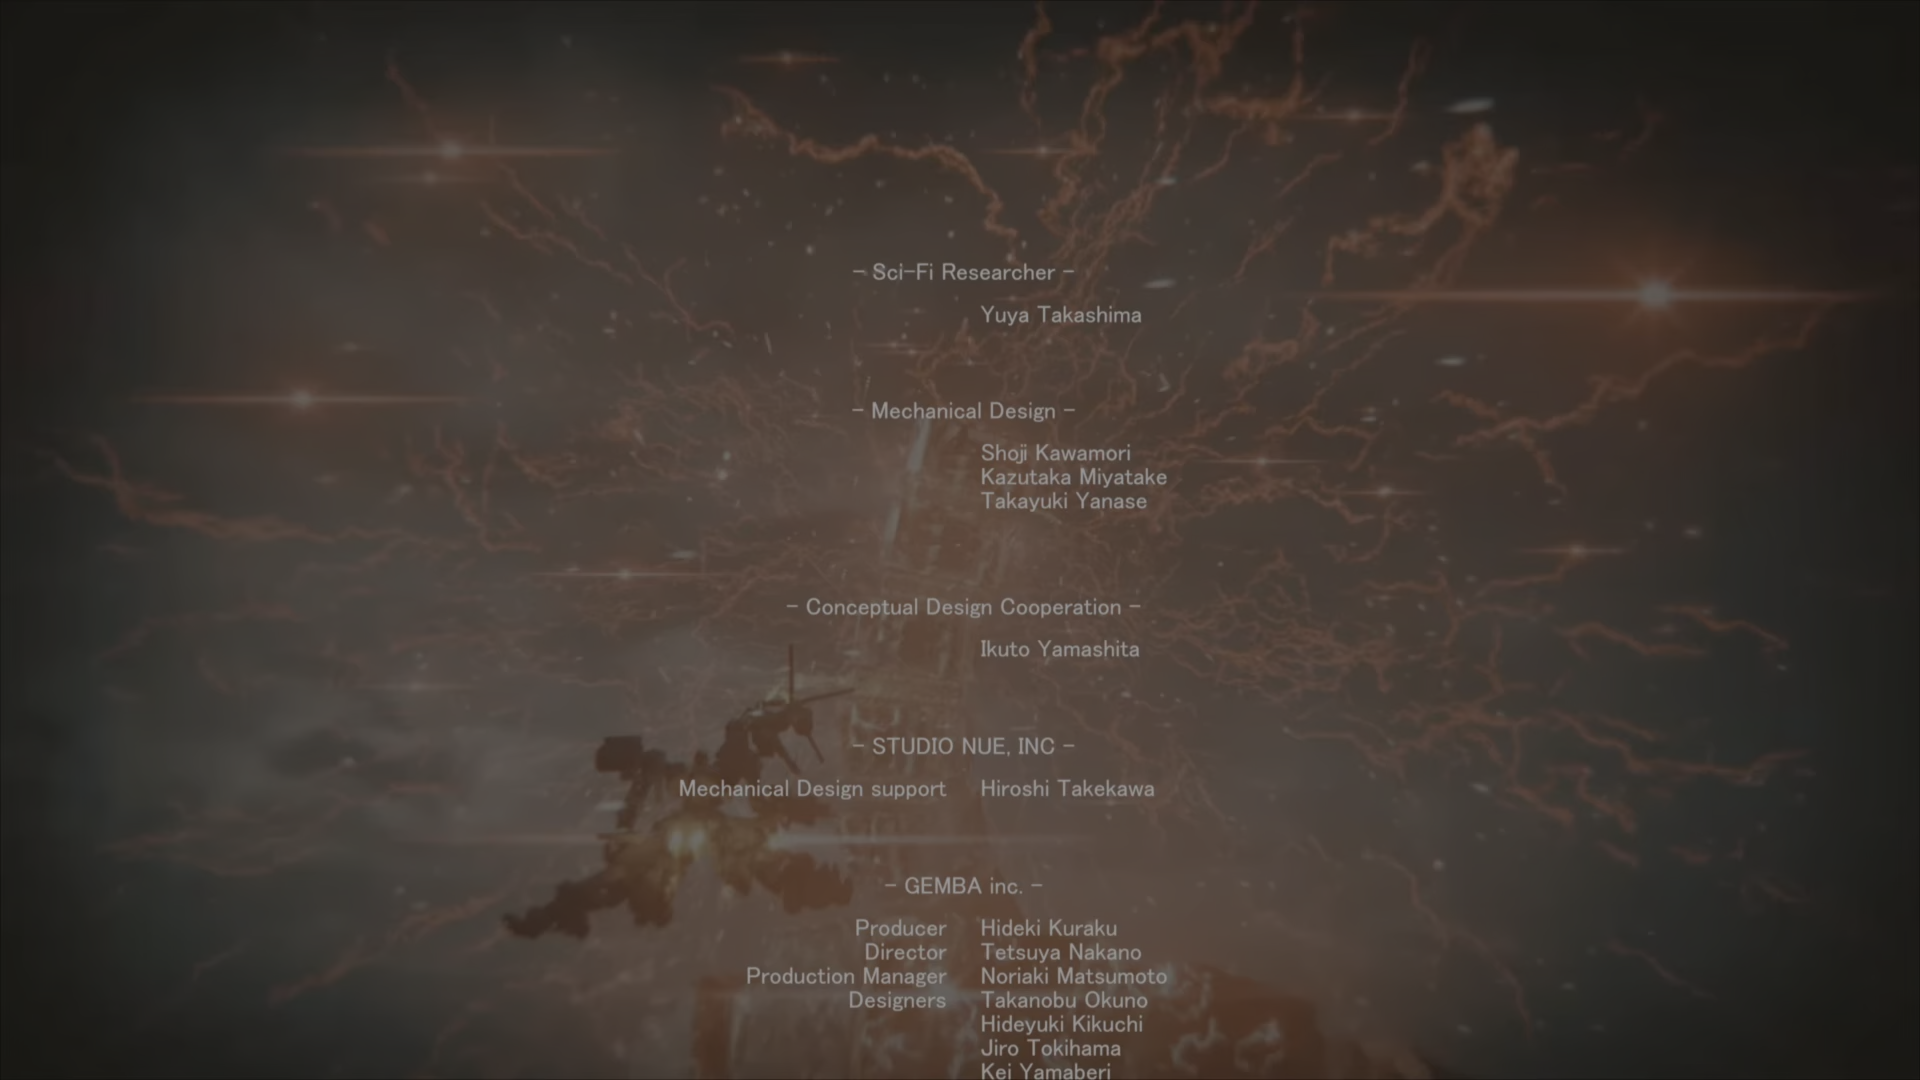 - Sci-Fi Researcher -
Yuya Takashima
- Mechanical Design -
Shoji Kawamori
Kazutaka Miyatake
Takayuki Yanase
- Conceptual Design Cooperation -
Ikuto Yamashita
- STUDIO NUE, INC -
Mechanical Design support Hiroshi Takekawa
- GEMBA inc. -
Producer Hideki Kuraku
Director Tetsuya Nakano
Production Manager Noriaki Matsumoto
Designers Takanobu Okuno
Hideyuki Kikuchi
Jiro Tokihama
Kei Yamaberi